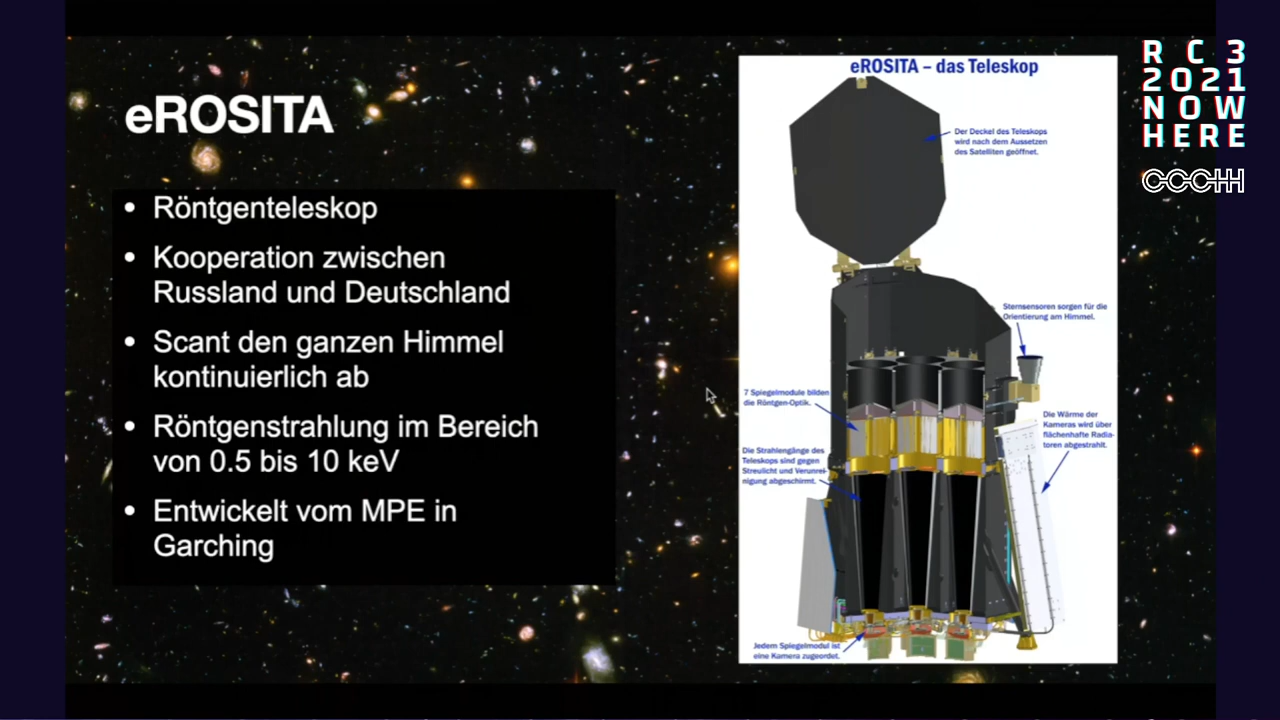 eROSITA
• Röntgenteleskop
• Kooperation zwischen
Russland und Deutschland
• Scant den ganzen Himmel
kontinuierlich ab
• Röntgenstrahlung im Bereich
von 0.5 bis 10 keV
• Entwickelt vom MPE in
Garching
eROSITA – das Teleskop
Der Deckel des Teleskops
wird nach dem Aussetzen
des Satelliten geöffnet.
Sternsensoren sorgen für die
Orientierung am Himmel.
7 Spiegelmodule bilden
die Röntgen-Optik.
Die Wärme der
Kameras wird über
flächenhafte Radia-
toren abgestrahlt.
Die Strahlengänge des
Teleskops sind gegen
Streulicht und Verunrei-
nigung abgeschirmt.
Jedem Spiegelmodul ist
eine Kamera zugeordet.
RC3
2021
NOW
HERE
CCCHH